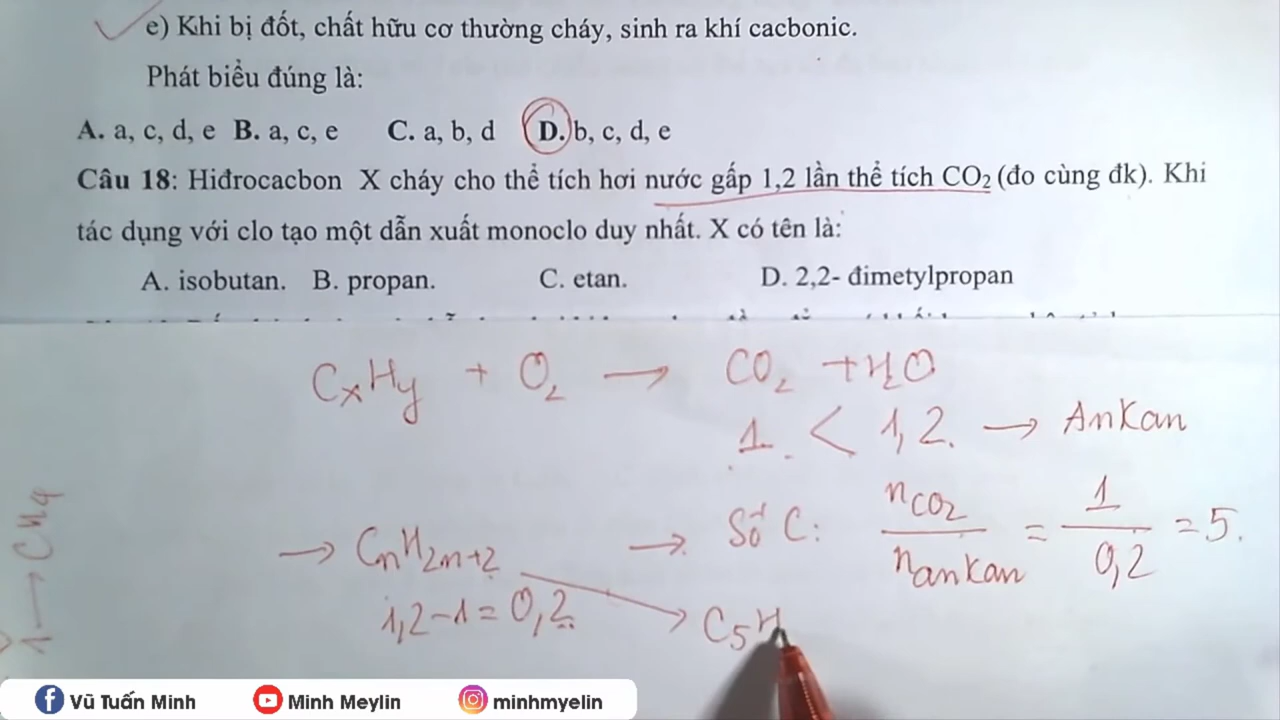 e) Khi bị đốt, chất hữu cơ thường cháy, sinh ra khí cacbonic.
Phát biểu đúng là:
A. a, c, d, e B. a, c, e C. a, b, d D. b, c, d, e
Câu 18: Hiđrocacbon X cháy cho thể tích hơi nước gấp 1,2 lần thể tích CO₂ (đo cùng đk). Khi
tác dụng với clo tạo một dẫn xuất monoclo duy nhất. X có tên là:
A. isobutan. B. propan. C. etan. D. 2,2- đimetylpropan
CxHy + O₂ → CO₂ + H₂O
1 < 1,2 → Ankan
→ CnH2n+2 → Số C: nCO₂ / nankan = 1 / 0,2 = 5.
1,2-1 = 0,2
C₅H
1 → CH₄
Vũ Tuấn Minh Minh Meylin minhmyelin